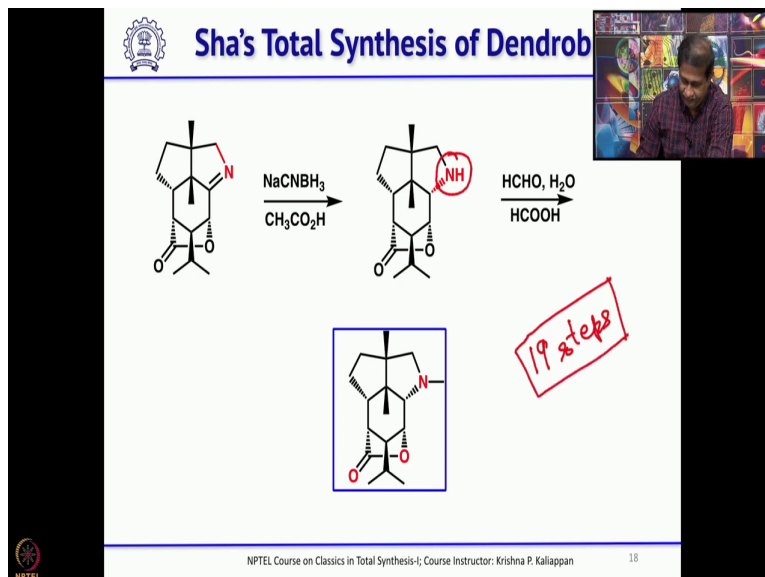 Sha's Total Synthesis of Dendrob
N
NaCNBH3
CH3CO2H
O
O
NH
HCHO, H2O
HCOOH
O
O
19 steps
N
O
O
NPTEL Course on Classics in Total Synthesis-I; Course Instructor: Krishna P. Kaliappan
18
NPTEL